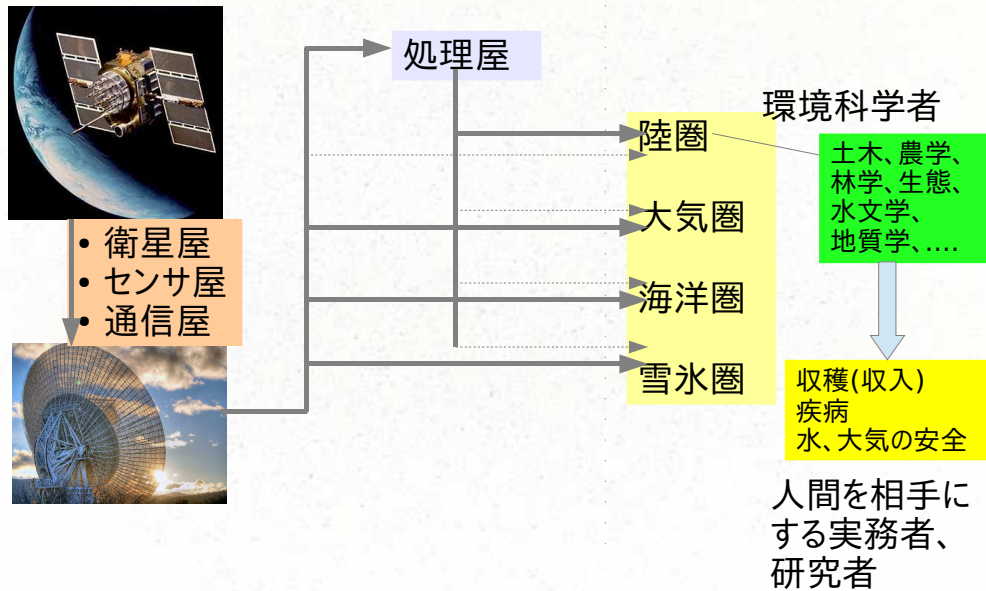 処理屋
• 衛星屋
• センサ屋
• 通信屋
陸圏
大気圏
海洋圏
雪氷圏
環境科学者
土木、農学、
林学、生態、
水文学、
地質学、....
収穫(収入)
疾病
水、大気の安全
人間を相手に
する実務者、
研究者